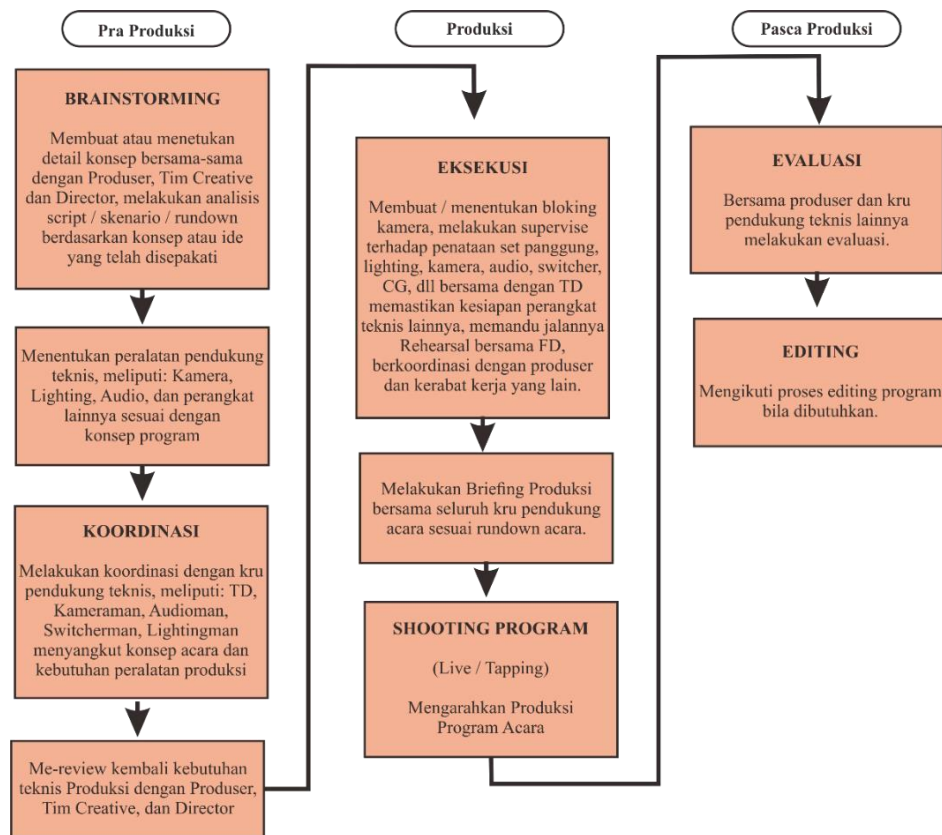 Pra Produksi
BRAINSTORMING
Membuat atau menetukan
detail konsep bersama-sama
dengan Produser, Tim Creative
dan Director, melakukan analisis
script / skenario / rundown
berdasarkan konsep atau ide
yang telah disepakati
Menentukan peralatan pendukung
teknis, meliputi: Kamera,
Lighting, Audio, dan perangkat
lainnya sesuai dengan
konsep program
KOORDINASI
Melakukan koordinasi dengan kru
pendukung teknis, meliputi: TD,
Kameraman, Audioman,
Switcherman, Lightingman
menyangkut konsep acara dan
kebutuhan peralatan produksi
Me-review kembali kebutuhan
teknis Produksi dengan Produser,
Tim Creative, dan Director
Produksi
EKSEKUSI
Membuat / menentukan bloking
kamera, melakukan supervise
terhadap penataan set panggung,
lighting, kamera, audio, switcher,
CG, dll bersama dengan TD
memastikan kesiapan perangkat
teknis lainnya, memandu jalannya
Rehearsal bersama FD,
berkoordinasi dengan produser
dan kerabat kerja yang lain.
Melakukan Briefing Produksi
bersama seluruh kru pendukung
acara sesuai rundown acara.
SHOOTING PROGRAM
(Live / Tapping)
Mengarahkan Produksi
Program Acara
Pasca Produksi
EVALUASI
Bersama produser dan kru
pendukung teknis lainnya
melakukan evaluasi.
EDITING
Mengikuti proses editing program
bila dibutuhkan.